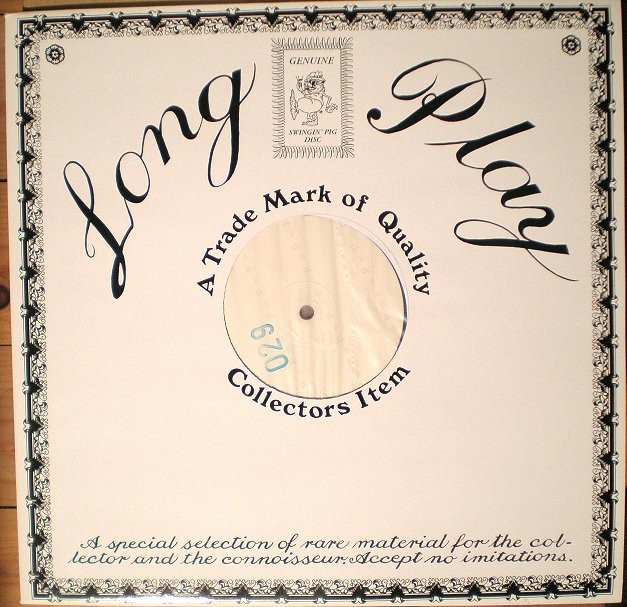 Long Play
GENUINE
SWINGIN' PIG
DISC
A Trade Mark of Quality
029
Collectors Item
A special selection of rare material for the col-
lector and the connoisseur. Accept no imitations.